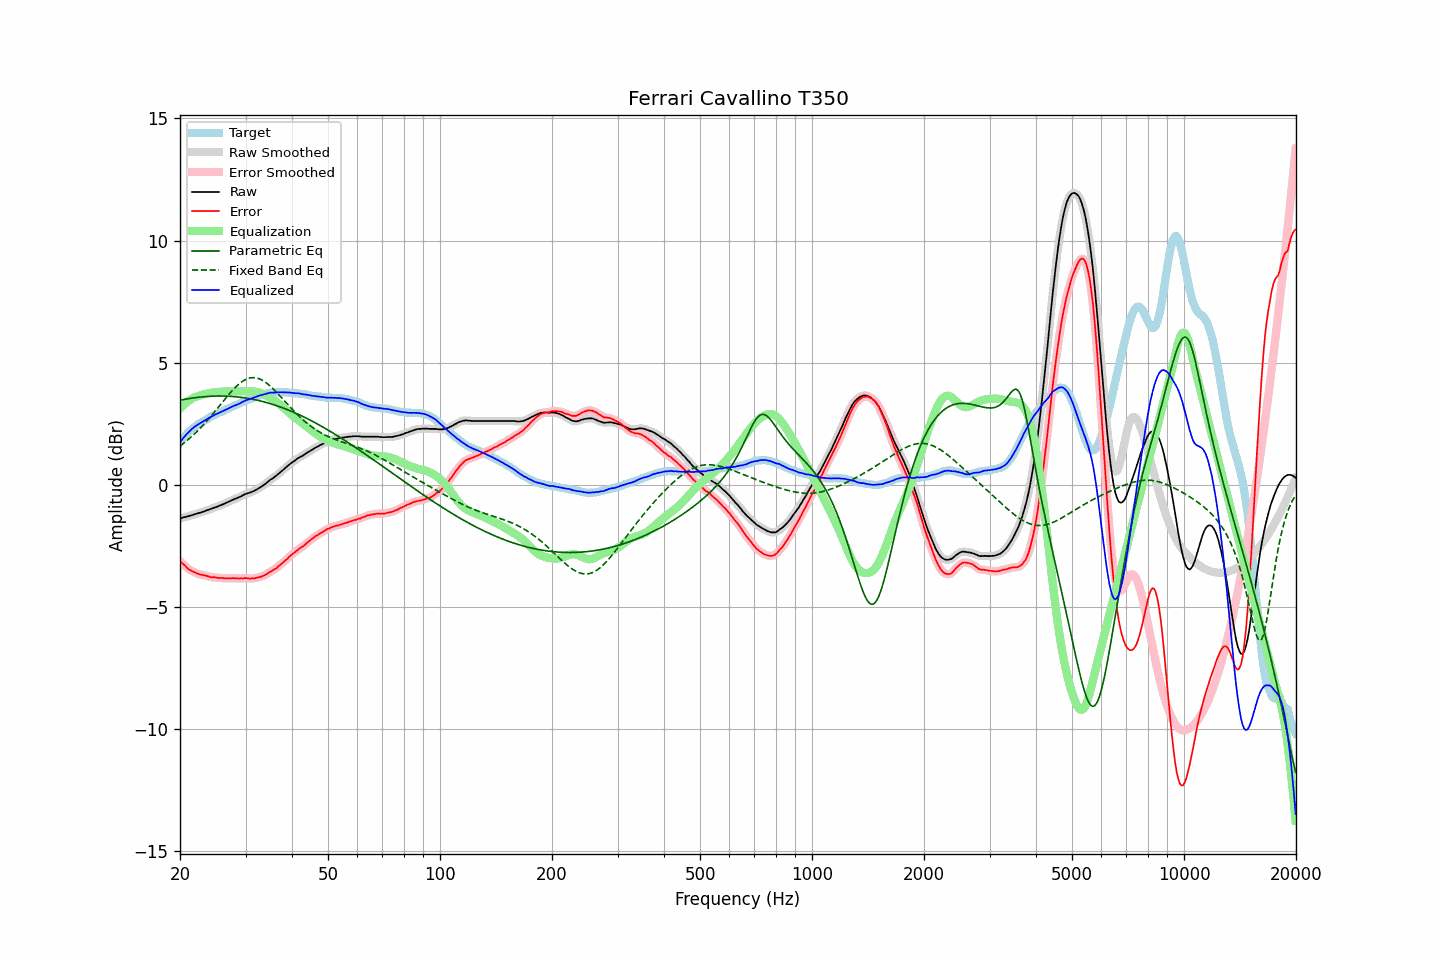 Ferrari Cavallino T350
15
10
5
0
−5
−10
−15
Amplitude (dBr)
Target
Raw Smoothed
Error Smoothed
Raw
Error
Equalization
Parametric Eq
Fixed Band Eq
Equalized
20 50 100 200 500 1000 2000 5000 10000 20000
Frequency (Hz)